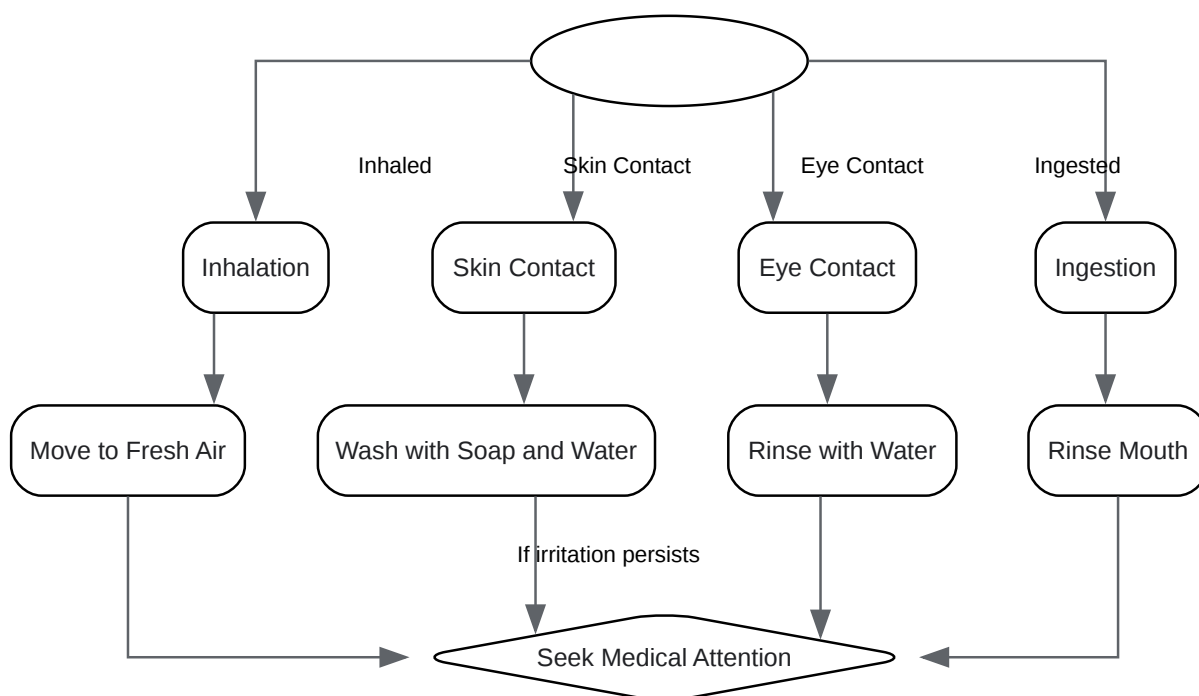 Inhaled
Skin Contact
Eye Contact
Ingested
Inhalation
Skin Contact
Eye Contact
Ingestion
Move to Fresh Air
Wash with Soap and Water
Rinse with Water
Rinse Mouth
If irritation persists
Seek Medical Attention